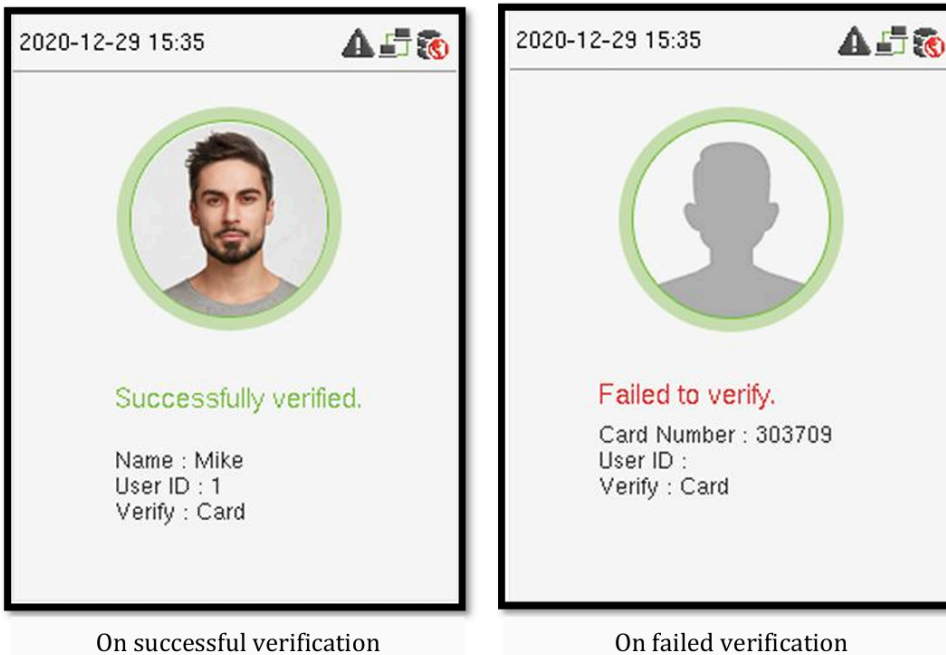 2020-12-29 15:35
Successfully verified.
Name : Mike
User ID : 1
Verify : Card
On successful verification
2020-12-29 15:35
Failed to verify.
Card Number : 303709
User ID :
Verify : Card
On failed verification